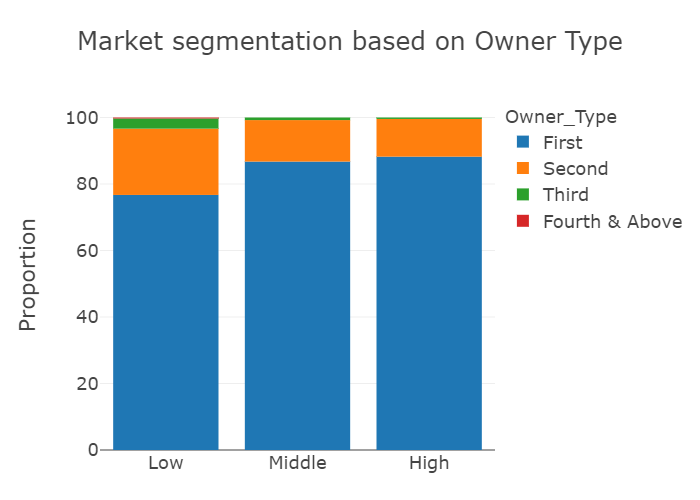 Market segmentation based on Owner Type
Proportion
100
80
60
40
20
0
Low
Middle
High
Owner_Type
First
Second
Third
Fourth & Above